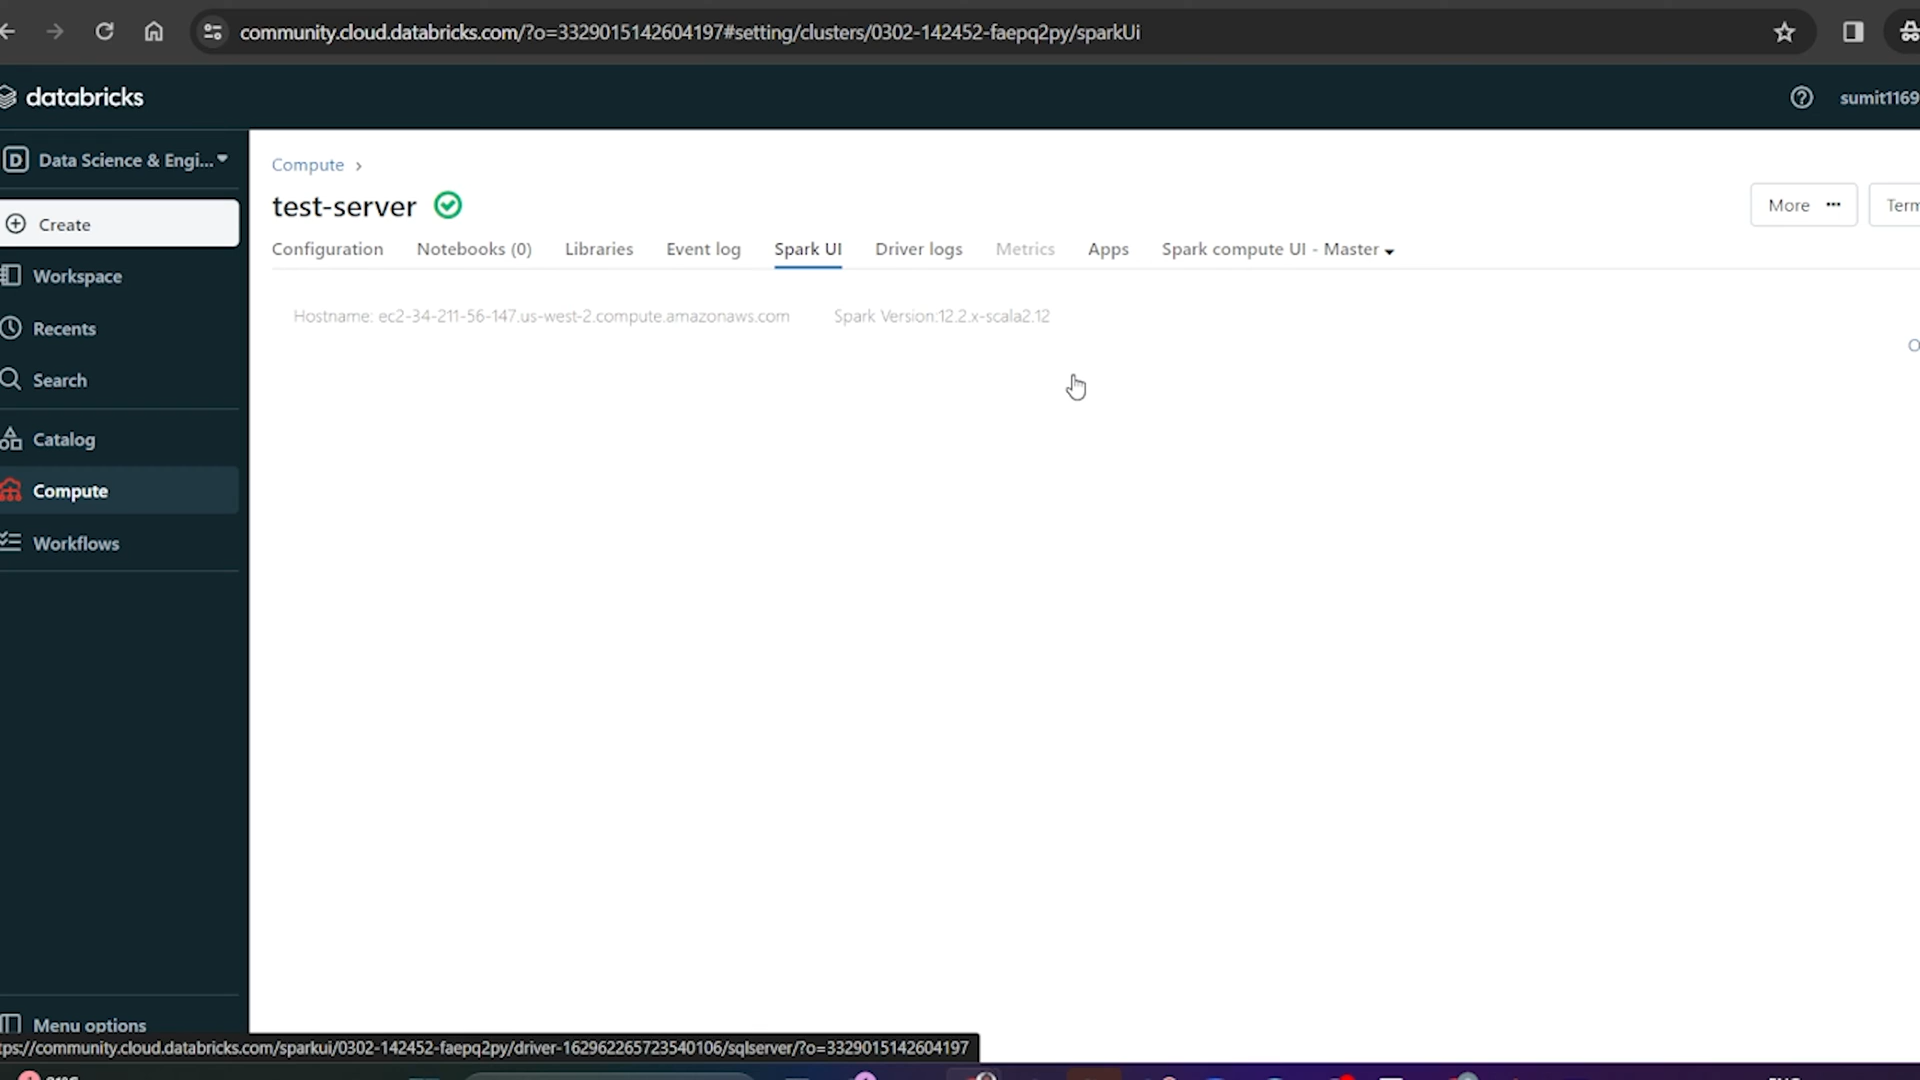 community.cloud.databricks.com/?o=3329015142604197#setting/clusters/0302-142452-faepq2py/sparkUi
databricks
sumit1169
Data Science & Engi...
Compute ›
Create
test-server
More ···
Term
Configuration Notebooks (0) Libraries Event log Spark UI Driver logs Metrics Apps Spark compute UI - Master
Workspace
Hostname: ec2-34-211-56-147.us-west-2.compute.amazonaws.com Spark Version:12.2.x-scala2.12
Recents
Search
Catalog
Compute
Workflows
Menu options
tps://community.cloud.databricks.com/sparkui/0302-142452-faepq2py/driver-1629622657235401​06/sqlserver/?o=3329015142604197